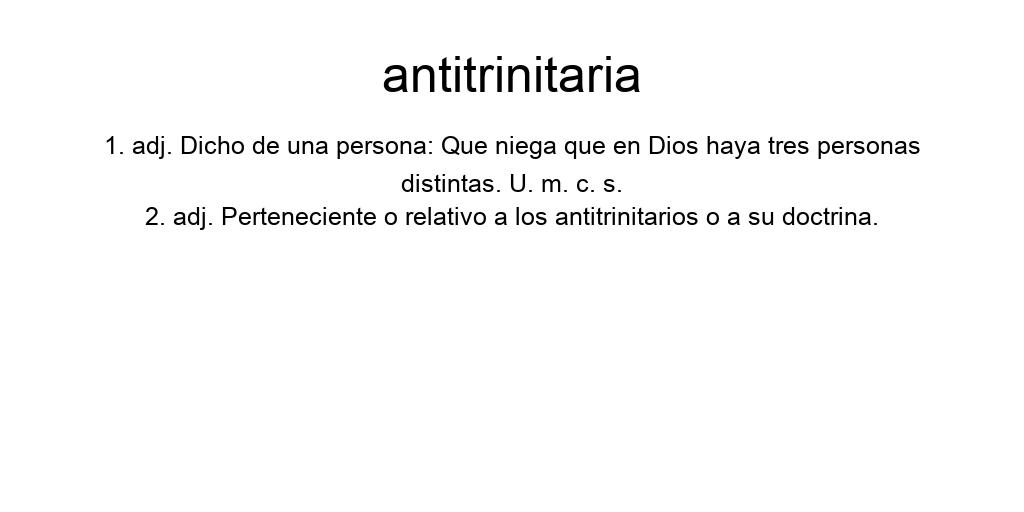 antitrinitaria
1. adj. Dicho de una persona: Que niega que en Dios haya tres personas
distintas. U. m. c. s.
2. adj. Perteneciente o relativo a los antitrinitarios o a su doctrina.